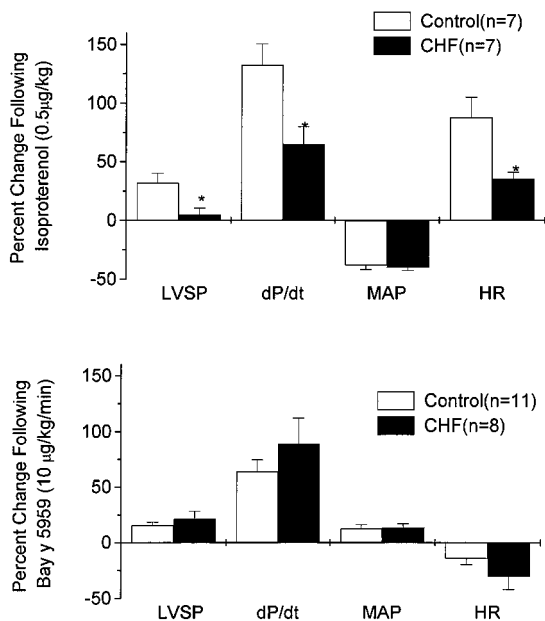 Control(n=7)
CHF(n=7)
Percent Change Following
Isoproterenol (0.5µg/kg)
150
100
50
0
-50
*
*
*
LVSP
dP/dt
MAP
HR
Control(n=11)
CHF(n=8)
Percent Change Following
Bay y 5959 (10 µg/kg/min)
150
100
50
0
-50
LVSP
dP/dt
MAP
HR